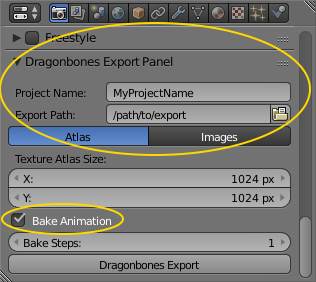 Freestyle
Dragonbones Export Panel
Project Name: MyProjectName
Export Path: /path/to/export
Atlas Images
Texture Atlas Size:
X: 1024 px
Y: 1024 px
Bake Animation
Bake Steps: 1
Dragonbones Export